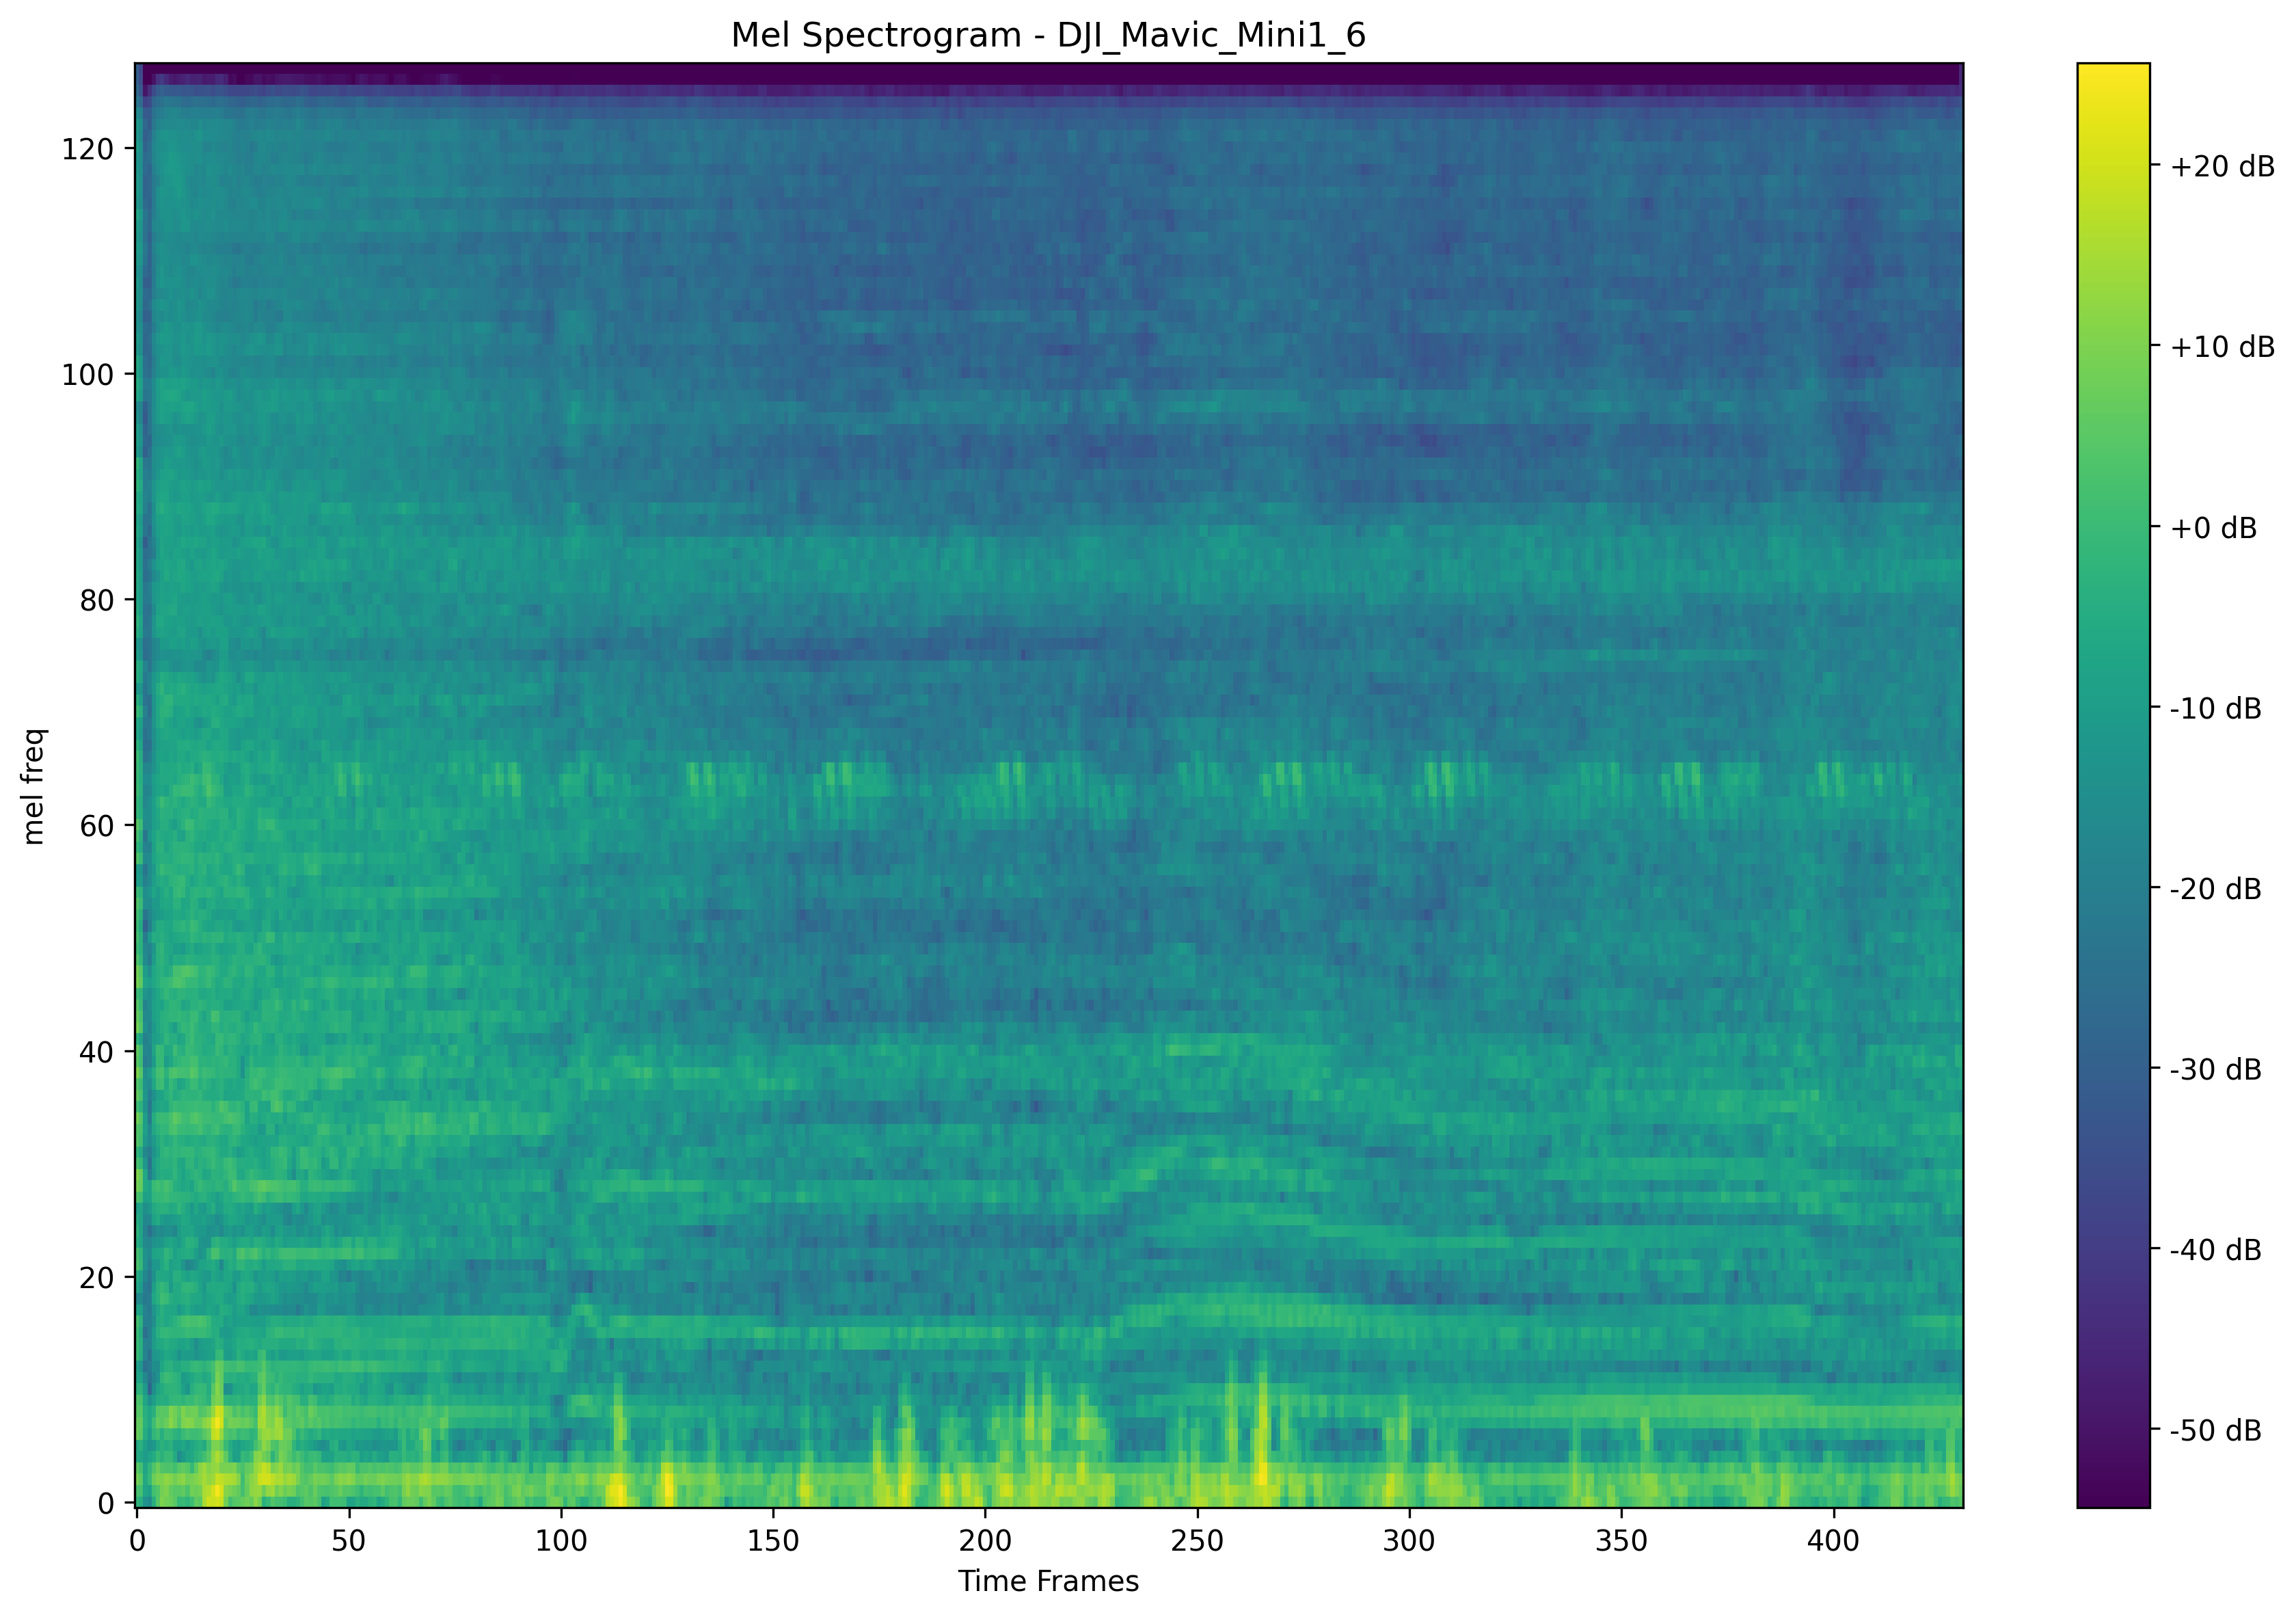 Mel Spectrogram - DJI_Mavic_Mini1_6
mel freq
120
100
80
60
40
20
0
0 50 100 150 200 250 300 350 400
Time Frames
+20 dB
+10 dB
+0 dB
-10 dB
-20 dB
-30 dB
-40 dB
-50 dB